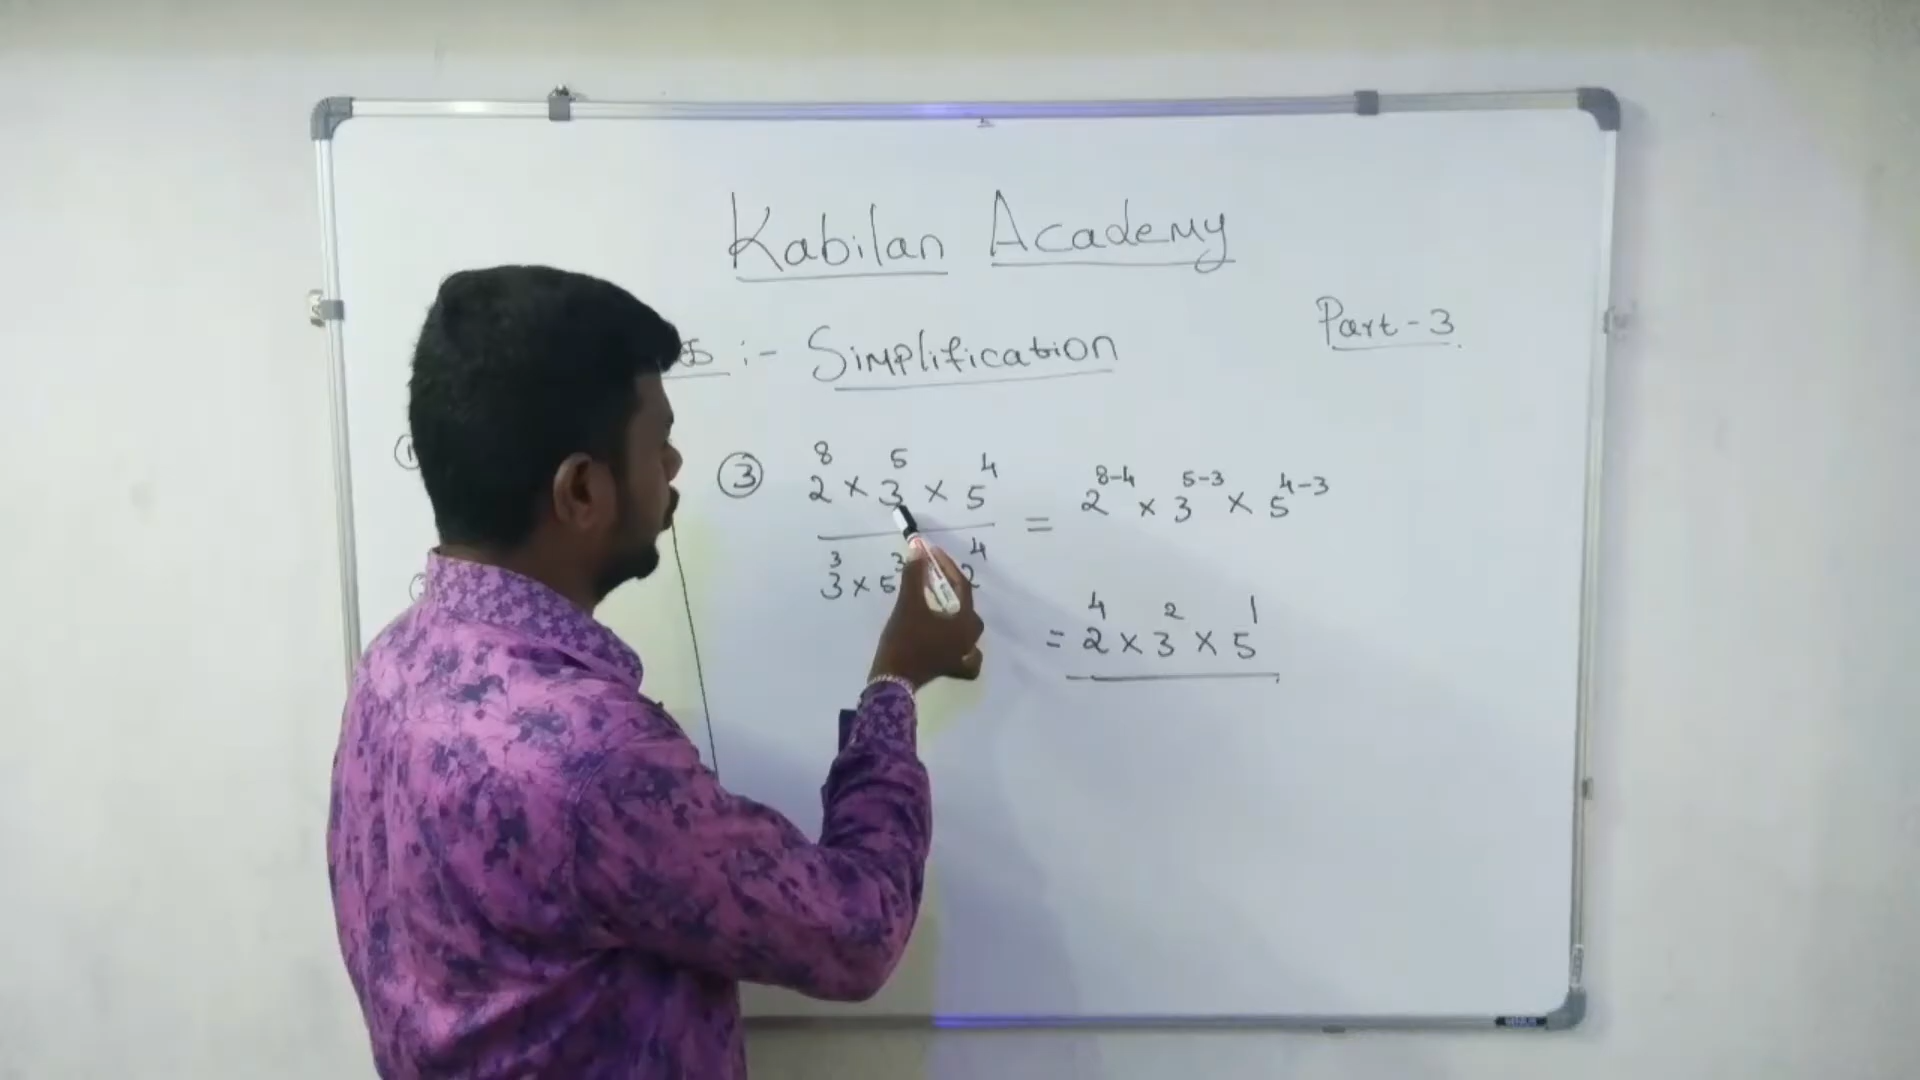 Kabilan Academy
Part-3
:- Simplification
③ 2⁸ × 3⁵ × 5⁴ = 2⁸⁻⁴ × 3⁵⁻³ × 5⁴⁻³
3³ × 5³ 2⁴
= 2⁴ × 3² × 5¹